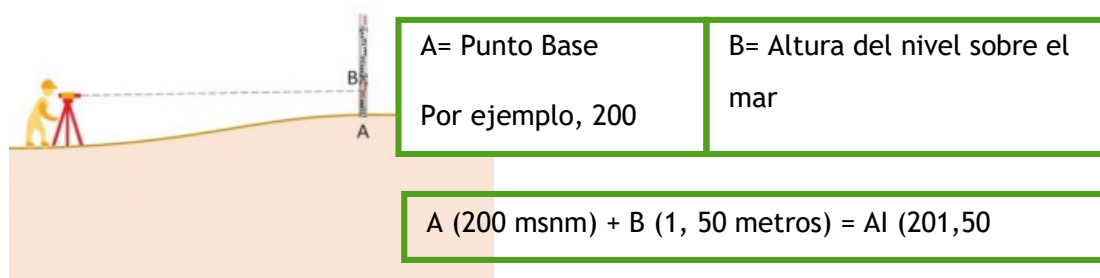 B
A
A= Punto Base
Por ejemplo, 200
B= Altura del nivel sobre el
mar
A (200 msnm) + B (1, 50 metros) = AI (201,50